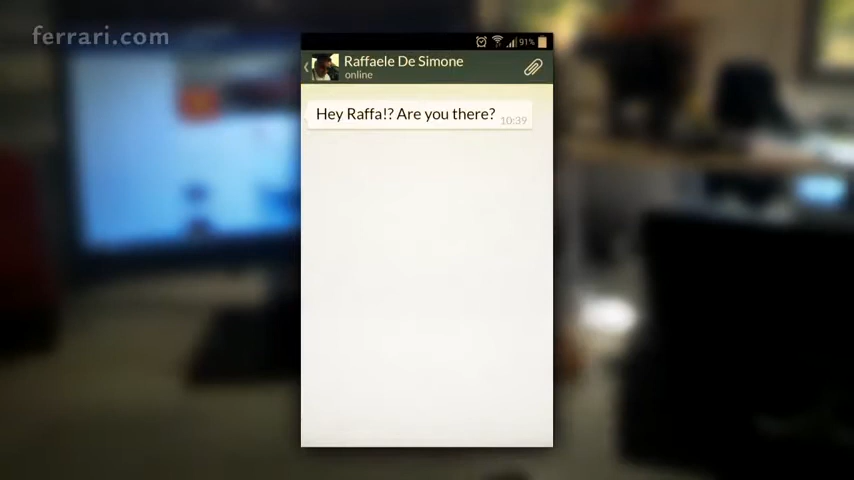 ferrari.com
91%
Raffaele De Simone
online
Hey Raffa!? Are you there? 10:39